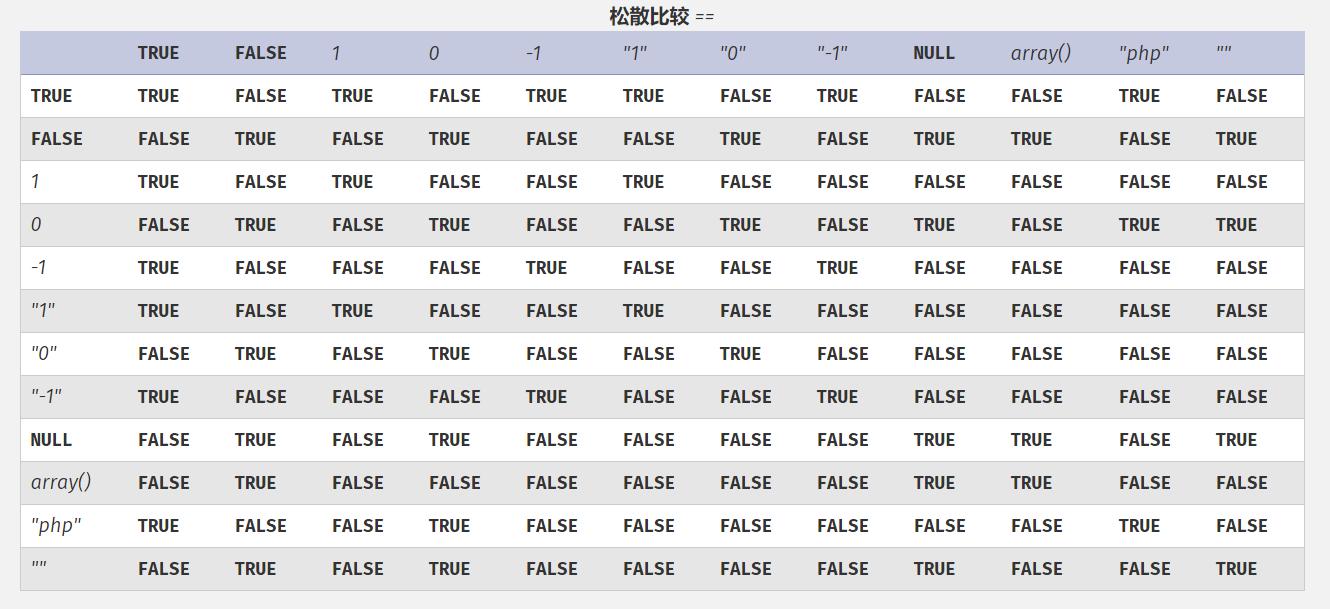 松散比较 ==
TRUE FALSE 1 0 -1 "1" "0" "-1" NULL array() "php" ""
TRUE TRUE FALSE TRUE FALSE TRUE TRUE FALSE TRUE FALSE FALSE TRUE FALSE
FALSE FALSE TRUE FALSE TRUE FALSE FALSE TRUE FALSE TRUE TRUE FALSE TRUE
1 TRUE FALSE TRUE FALSE FALSE TRUE FALSE FALSE FALSE FALSE FALSE FALSE
0 FALSE TRUE FALSE TRUE FALSE FALSE TRUE FALSE TRUE FALSE TRUE TRUE
-1 TRUE FALSE FALSE FALSE TRUE FALSE FALSE TRUE FALSE FALSE FALSE FALSE
"1" TRUE FALSE TRUE FALSE FALSE TRUE FALSE FALSE FALSE FALSE FALSE FALSE
"0" FALSE TRUE FALSE TRUE FALSE FALSE TRUE FALSE FALSE FALSE FALSE FALSE
"-1" TRUE FALSE FALSE FALSE TRUE FALSE FALSE TRUE FALSE FALSE FALSE FALSE
NULL FALSE TRUE FALSE TRUE FALSE FALSE FALSE FALSE TRUE TRUE FALSE TRUE
array() FALSE TRUE FALSE FALSE FALSE FALSE FALSE FALSE TRUE TRUE FALSE FALSE
"php" TRUE FALSE FALSE TRUE FALSE FALSE FALSE FALSE FALSE FALSE TRUE FALSE
"" FALSE TRUE FALSE TRUE FALSE FALSE FALSE FALSE TRUE FALSE FALSE TRUE